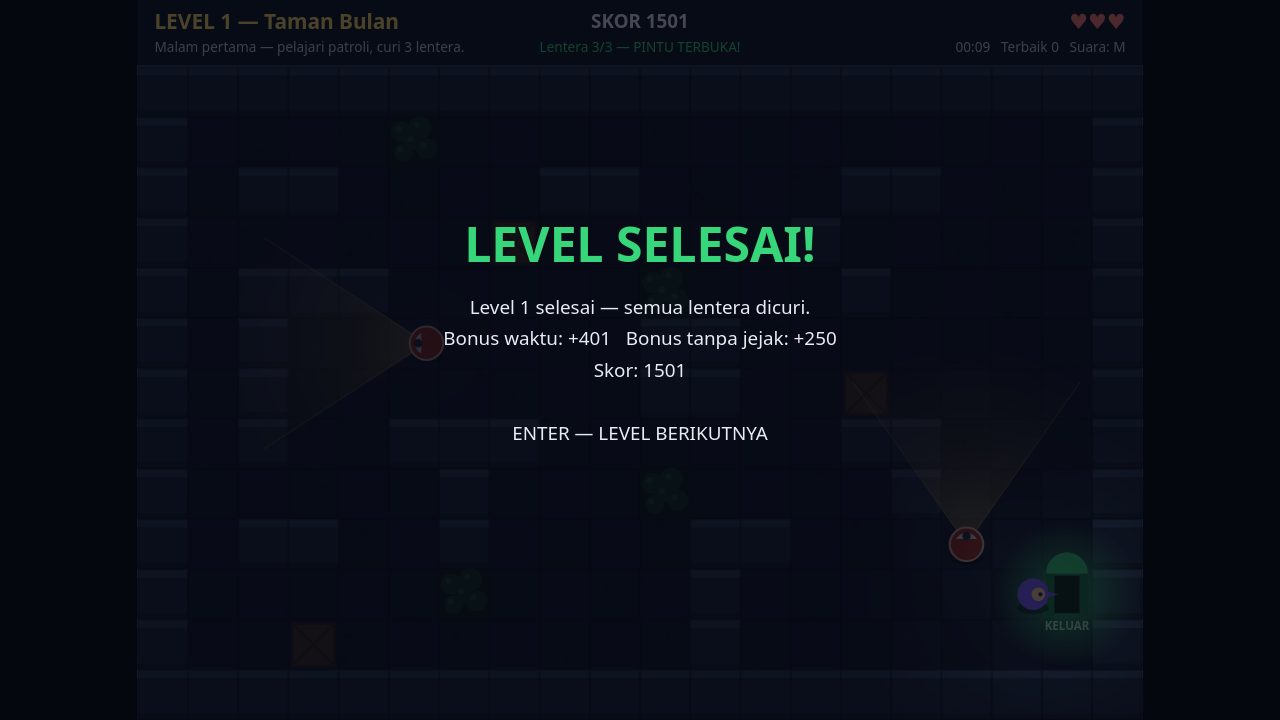 LEVEL 1 — Taman Bulan
SKOR 1501
Malam pertama — pelajari patroli, curi 3 lentera.
Lentera 3/3 — PINTU TERBUKA!
00:09 Terbaik 0 Suara: M
LEVEL SELESAI!
Level 1 selesai — semua lentera dicuri.
Bonus waktu: +401 Bonus tanpa jejak: +250
Skor: 1501
ENTER — LEVEL BERIKUTNYA
KELUAR